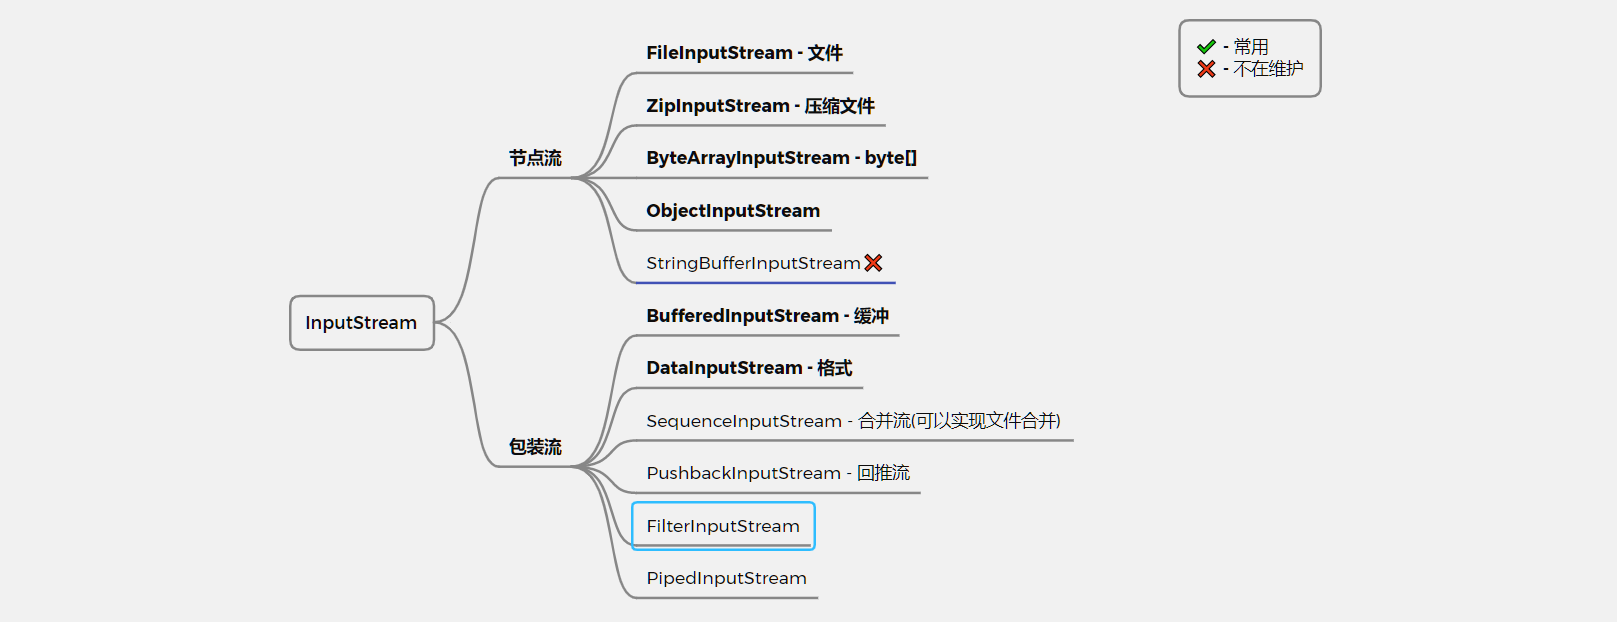 - 常用
- 不在维护
FileInputStream - 文件
ZipInputStream - 压缩文件
节点流
ByteArrayInputStream - byte[]
ObjectInputStream
StringBufferInputStream
InputStream
BufferedInputStream - 缓冲
DataInputStream - 格式
SequenceInputStream - 合并流(可以实现文件合并)
包装流
PushbackInputStream - 回推流
FilterInputStream
PipedInputStream